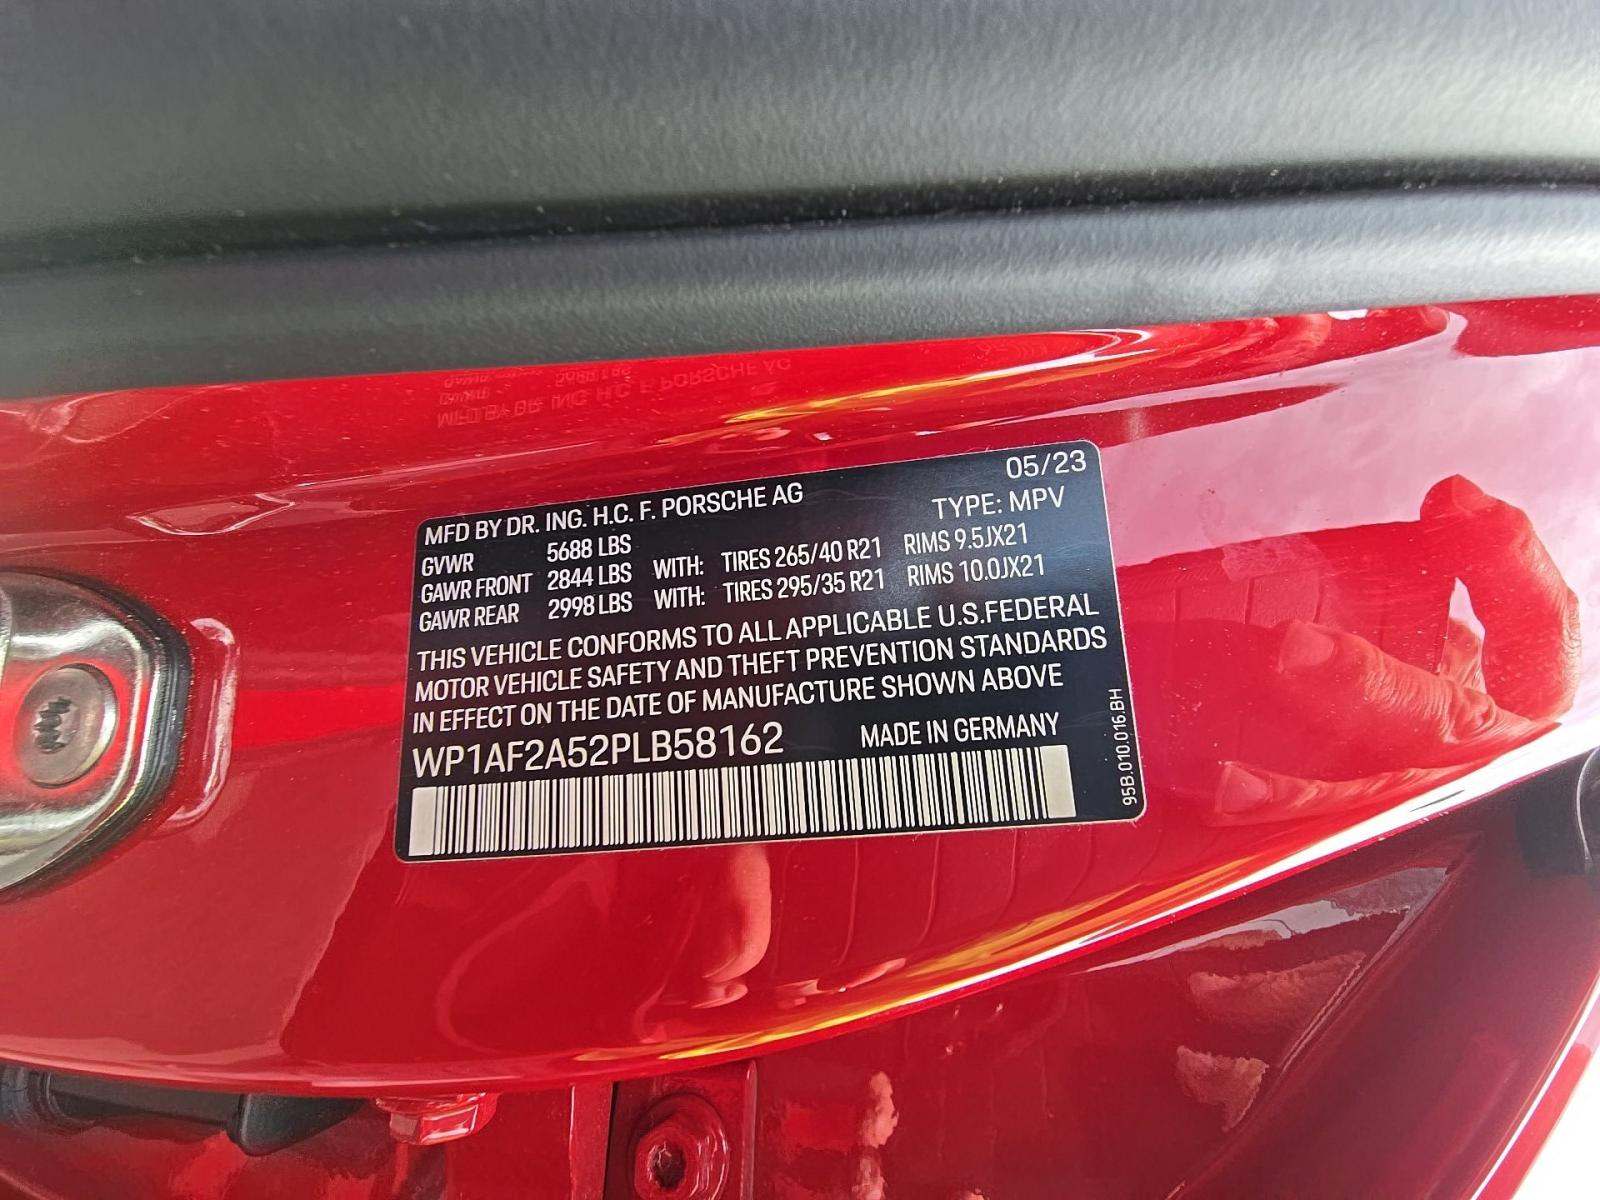 05/23
MFD BY DR. ING. H.C. F. PORSCHE AG TYPE: MPV
GVWR 5688 LBS
GAWR FRONT 2844 LBS WITH: TIRES 265/40 R21 RIMS 9.5JX21
GAWR REAR 2998 LBS WITH: TIRES 295/35 R21 RIMS 10.0JX21
THIS VEHICLE CONFORMS TO ALL APPLICABLE U.S.FEDERAL
MOTOR VEHICLE SAFETY AND THEFT PREVENTION STANDARDS
IN EFFECT ON THE DATE OF MANUFACTURE SHOWN ABOVE
WP1AF2A52PLB58162 MADE IN GERMANY
95B.010.016.BH